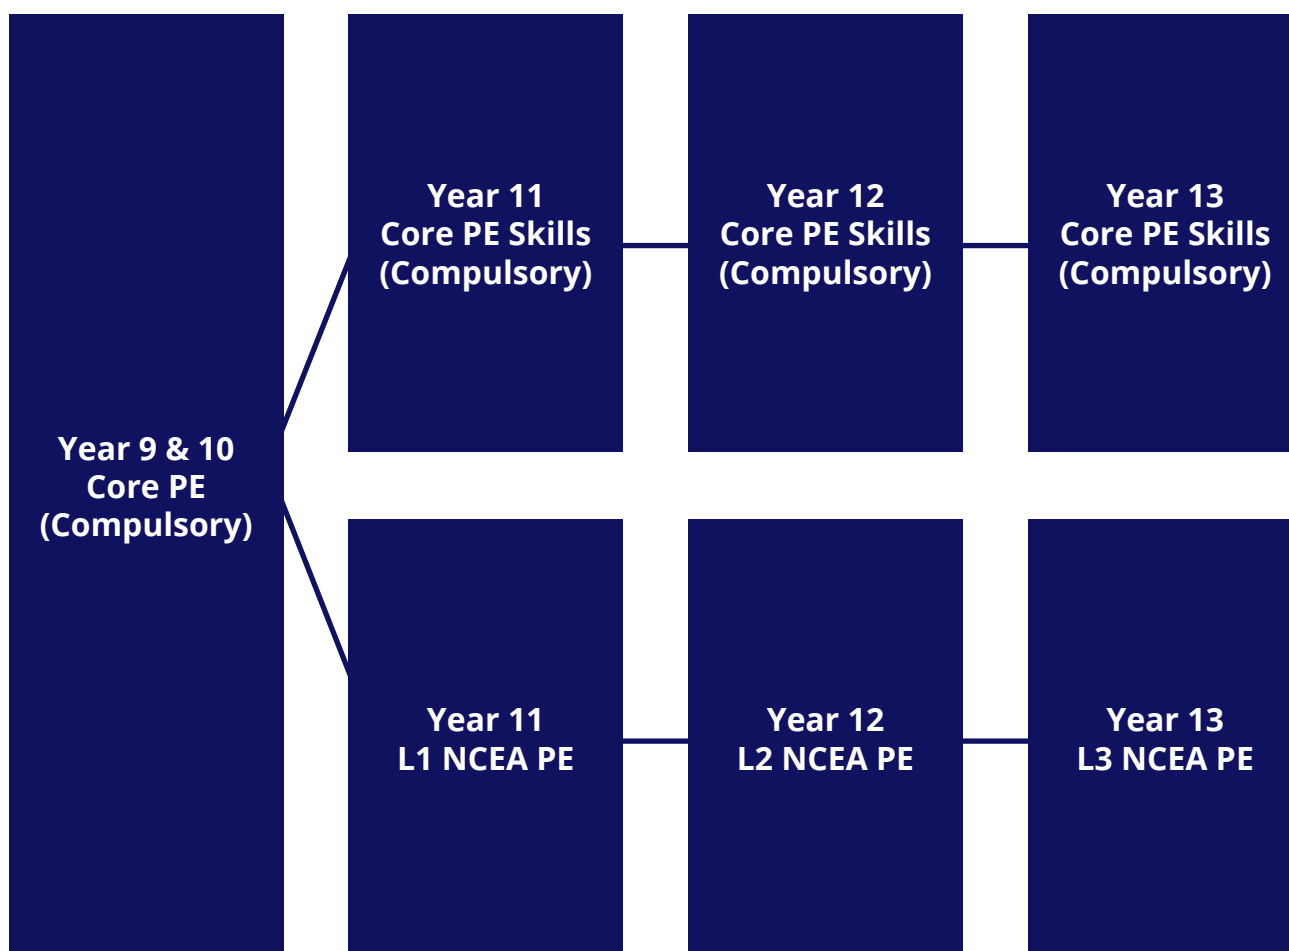 Year 9 & 10
Core PE
(Compulsory)
Year 11
Core PE Skills
(Compulsory)
Year 12
Core PE Skills
(Compulsory)
Year 13
Core PE Skills
(Compulsory)
Year 11
L1 NCEA PE
Year 12
L2 NCEA PE
Year 13
L3 NCEA PE